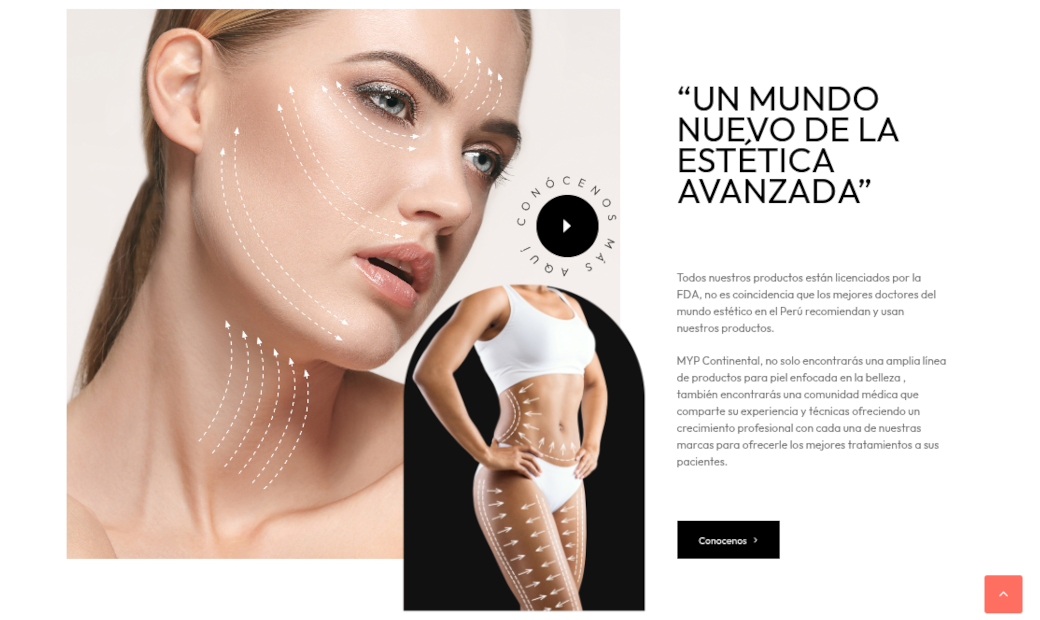 “UN MUNDO
NUEVO DE LA
ESTÉTICA
AVANZADA”
CONÓCENOS MÁS AQUÍ
Todos nuestros productos están licenciados por la
FDA, no es coincidencia que los mejores doctores del
mundo estético en el Perú recomiendan y usan
nuestros productos.
MYP Continental, no solo encontrarás una amplia línea
de productos para piel enfocada en la belleza ,
también encontrarás una comunidad médica que
comparte su experiencia y técnicas ofreciendo un
crecimiento profesional con cada una de nuestras
marcas para ofrecerle los mejores tratamientos a sus
pacientes.
Conocenos